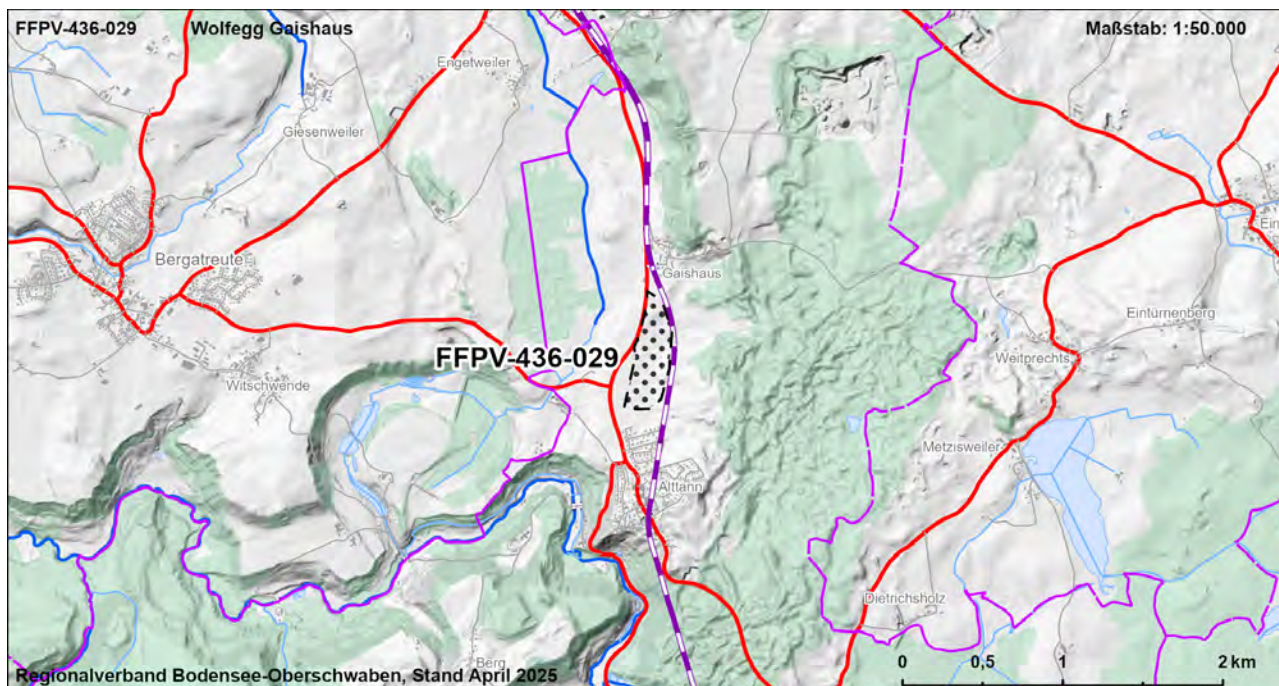 FFPV-436-029 Wolfegg Gaishaus Maßstab: 1:50.000
Engetweiler
Giesenweiler
Bergatreute
Gaishaus
Ein
Eintürnenberg
FFPV-436-029
Weitprechts
Witschwende
Metzisweiler
Alttann
Dietrichsholz
Berg
0 0,5 1 2 km
Regionalverband Bodensee-Oberschwaben, Stand April 2025